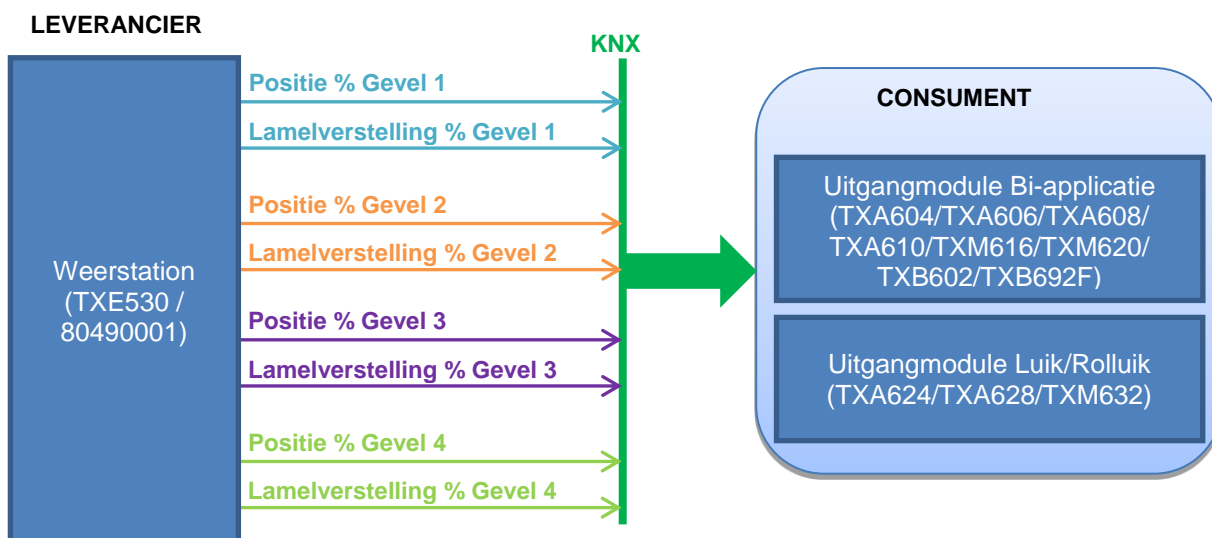 LEVERANCIER
KNX
Positie % Gevel 1
Lamelverstelling % Gevel 1
Positie % Gevel 2
Lamelverstelling % Gevel 2
Weerstation
(TXE530 /
80490001)
Positie % Gevel 3
Lamelverstelling % Gevel 3
Positie % Gevel 4
Lamelverstelling % Gevel 4
CONSUMENT
Uitgangmodule Bi-applicatie
(TXA604/TXA606/TXA608/
TXA610/TXM616/TXM620/
TXB602/TXB692F)
Uitgangmodule Luik/Rolluik
(TXA624/TXA628/TXM632)